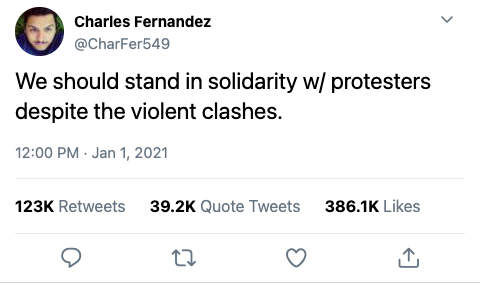 Charles Fernandez
@CharFer549
We should stand in solidarity w/ protesters
despite the violent clashes.
12:00 PM · Jan 1, 2021
123K Retweets 39.2K Quote Tweets 386.1K Likes